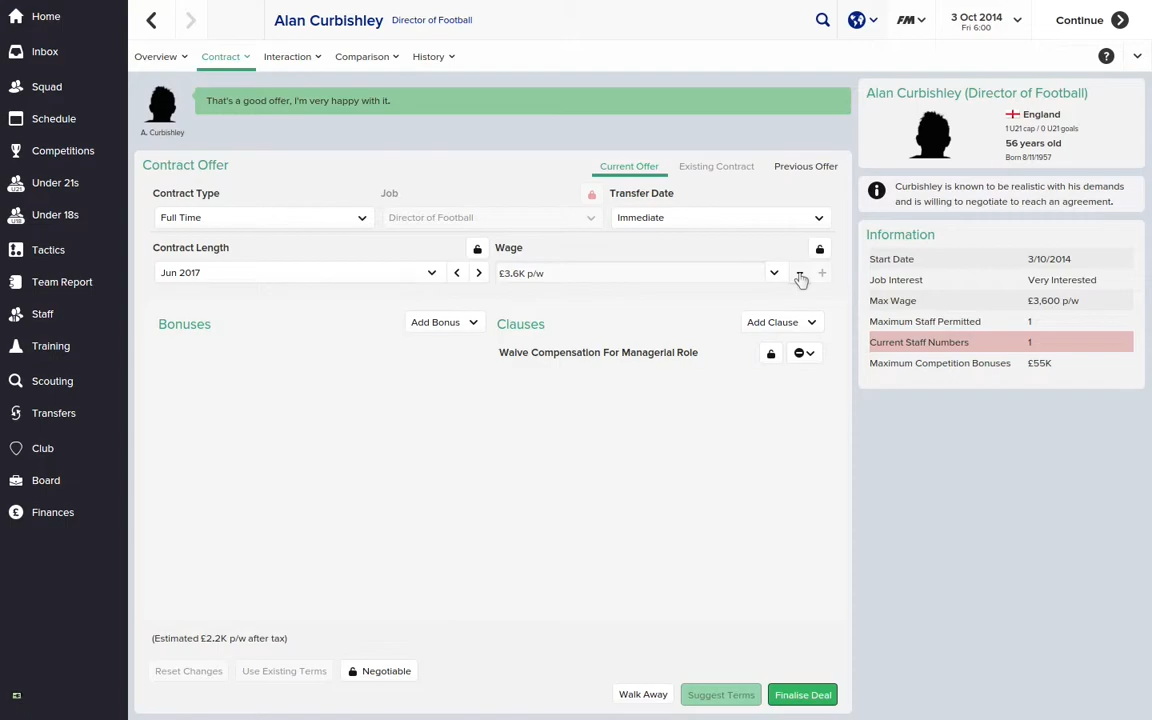 Home
Inbox
Squad
Schedule
Competitions
Under 21s
Under 18s
Tactics
Team Report
Staff
Training
Scouting
Transfers
Club
Board
Finances
Alan Curbishley Director of Football
FM
3 Oct 2014
Fri 6:00
Continue
Overview
Contract
Interaction
Comparison
History
That's a good offer, I'm very happy with it.
A. Curbishley
Contract Offer
Current Offer
Existing Contract
Previous Offer
Contract Type
Job
Transfer Date
Full Time
Director of Football
Immediate
Contract Length
Wage
Jun 2017
£3.6K p/w
Bonuses
Add Bonus
Clauses
Add Clause
Waive Compensation For Managerial Role
(Estimated £2.2K p/w after tax)
Reset Changes
Use Existing Terms
Negotiable
Walk Away
Suggest Terms
Finalise Deal
Alan Curbishley (Director of Football)
England
1 U21 cap / 0 U21 goals
56 years old
Born 8/11/1957
Curbishley is known to be realistic with his demands
and is willing to negotiate to reach an agreement.
Information
Start Date 3/10/2014
Job Interest Very Interested
Max Wage £3,600 p/w
Maximum Staff Permitted 1
Current Staff Numbers 1
Maximum Competition Bonuses £55K